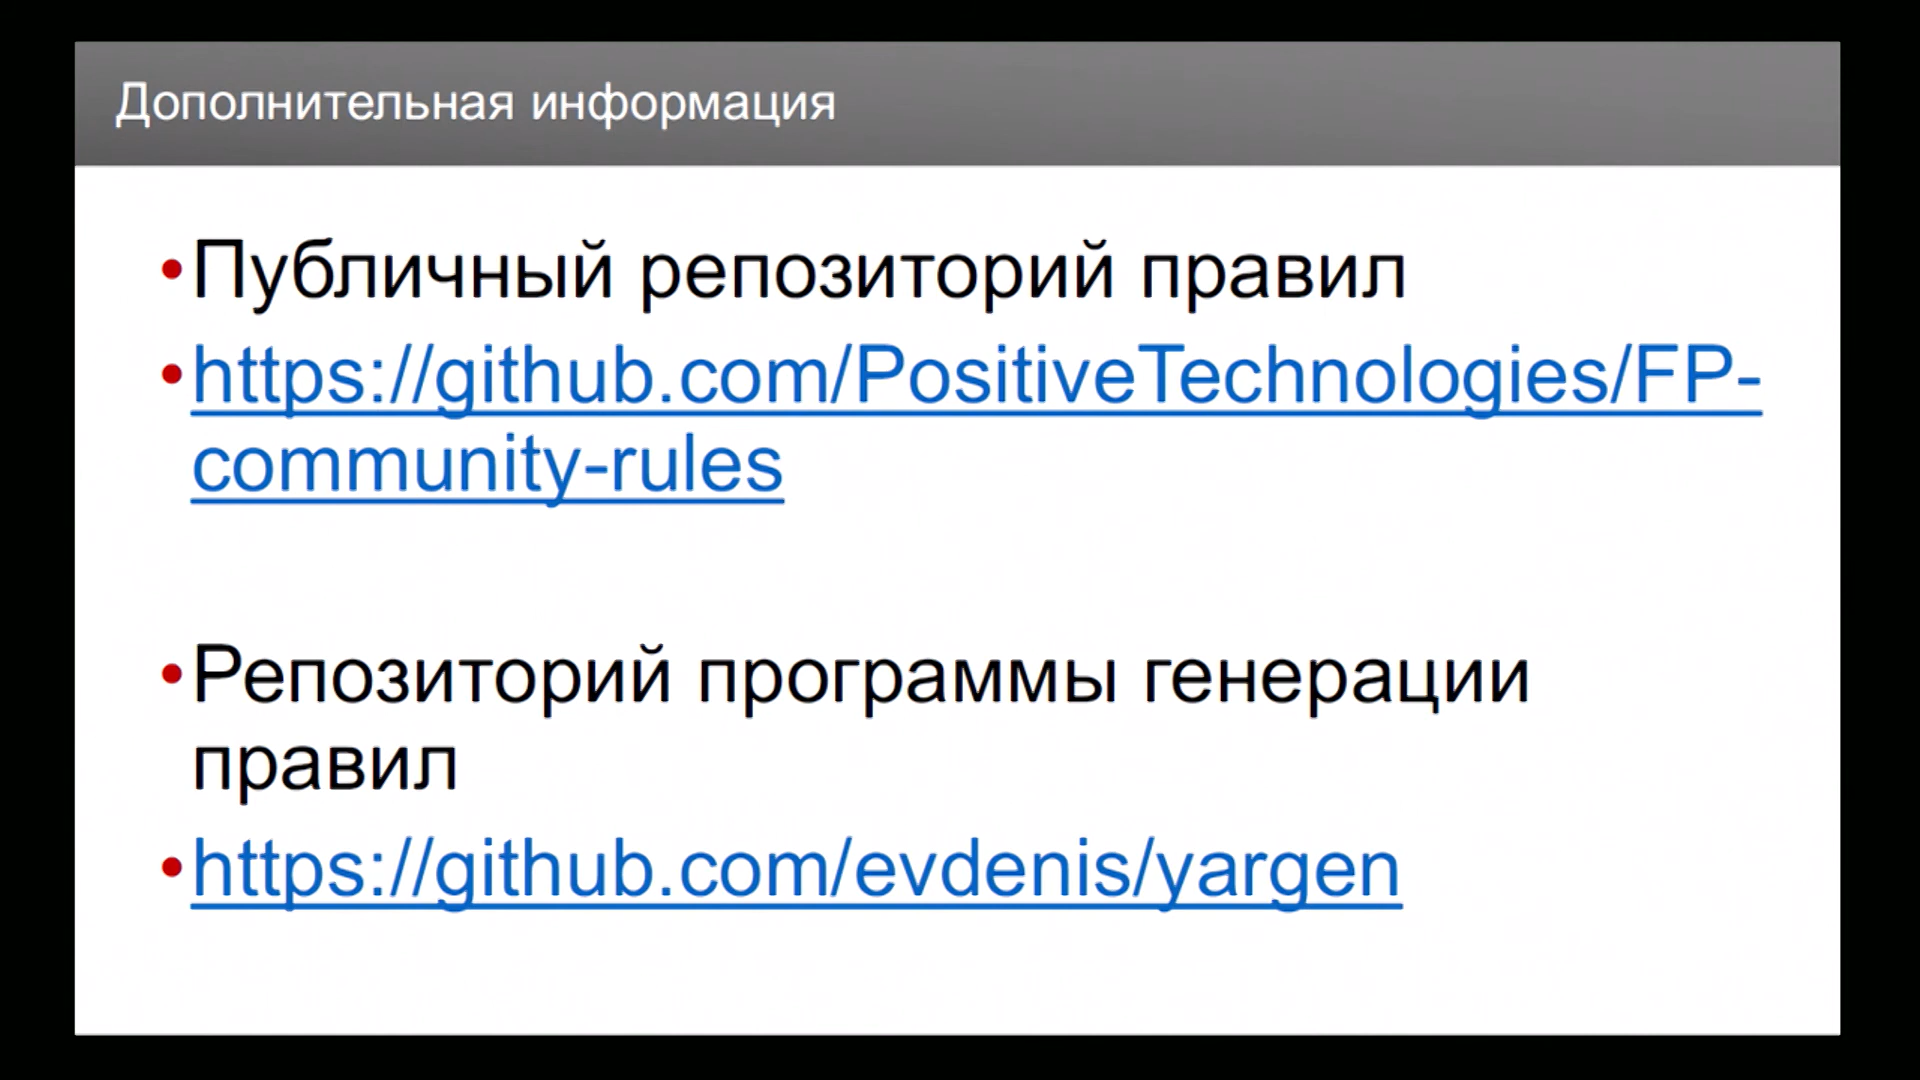 Дополнительная информация
•Публичный репозиторий правил
•https://github.com/PositiveTechnologies/FP-
community-rules
•Репозиторий программы генерации
правил
•https://github.com/evdenis/yargen